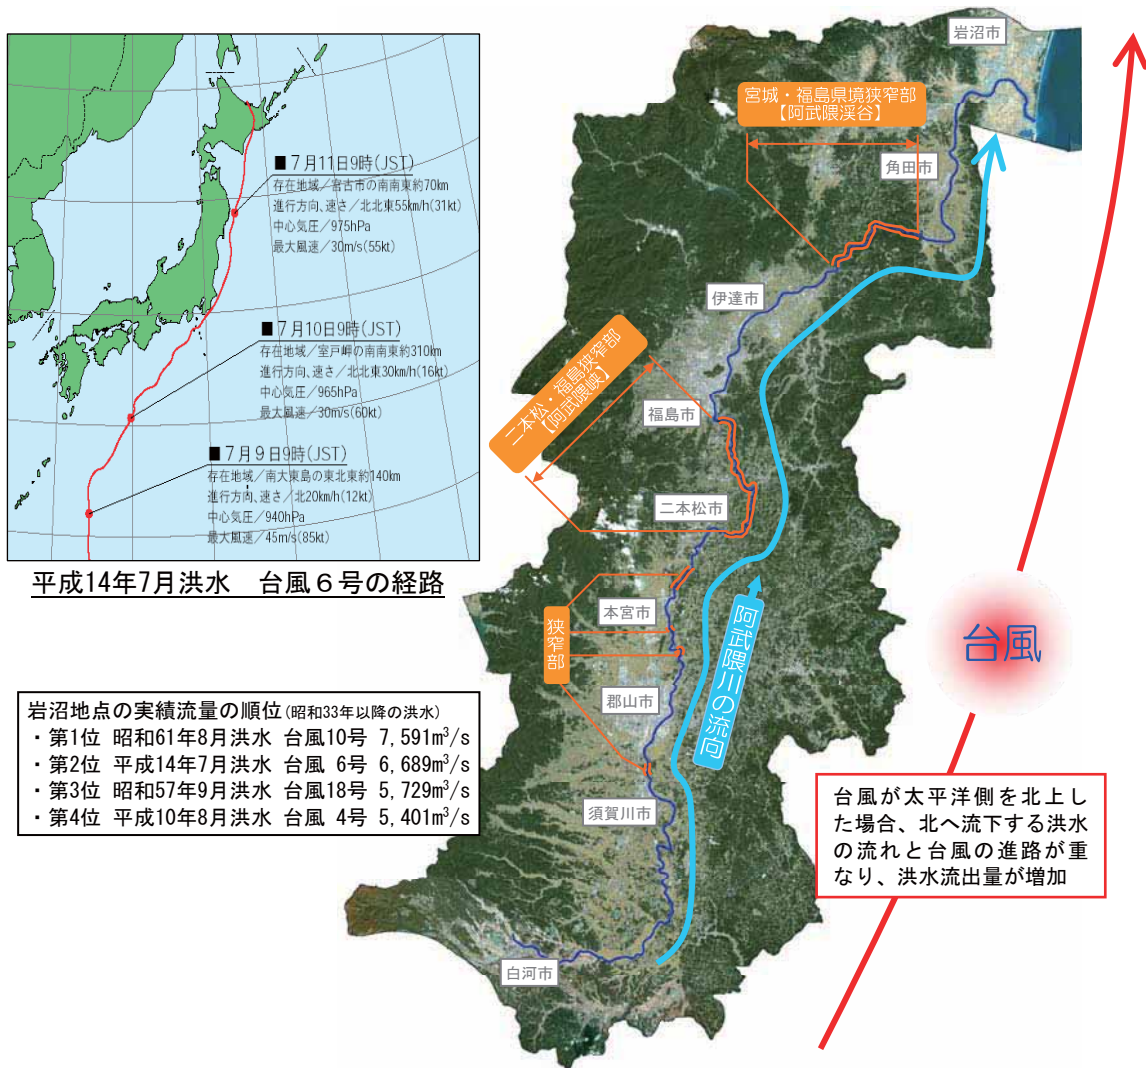 ■７月11日9時(JST)
存在地域／宮古市の南南東約70km
進行方向、速さ／北北東55km/h(31kt)
中心気圧／975hPa
最大風速／30m/s(55kt)
■７月10日9時(JST)
存在地域／室戸岬の南南東約310km
進行方向、速さ／北北東30km/h(16kt)
中心気圧／965hPa
最大風速／30m/s(60kt)
■７月９日9時(JST)
存在地域／南大東島の東北東約140km
進行方向、速さ／北20km/h(12kt)
中心気圧／940hPa
最大風速／45m/s(85kt)
平成14年7月洪水　台風６号の経路
岩沼地点の実績流量の順位(昭和33年以降の洪水)
・第1位 昭和61年8月洪水 台風10号 7,591m³/s
・第2位 平成14年7月洪水 台風 6号 6,689m³/s
・第3位 昭和57年9月洪水 台風18号 5,729m³/s
・第4位 平成10年8月洪水 台風 4号 5,401m³/s
岩沼市
宮城・福島県境狭窄部
【阿武隈渓谷】
角田市
伊達市
二本松・福島狭窄部
【阿武隈峡】
福島市
二本松市
本宮市
狭窄部
郡山市
阿武隈川の流向
須賀川市
白河市
台風
台風が太平洋側を北上し
た場合、北へ流下する洪水
の流れと台風の進路が重
なり、洪水流出量が増加